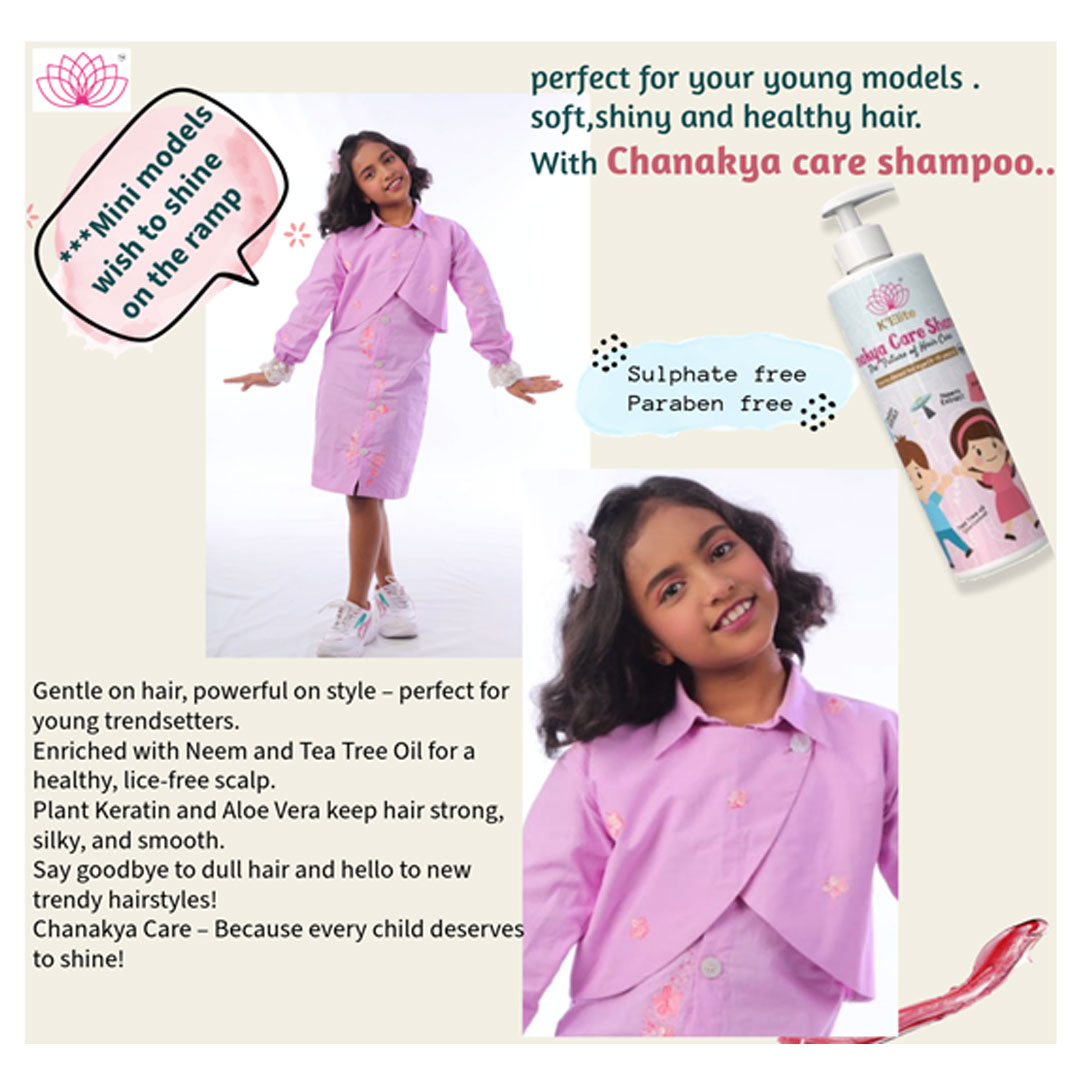 ***Mini models
wish to shine
on the ramp
perfect for your young models .
soft,shiny and healthy hair.
With Chanakya care shampoo..
Sulphate free
Paraben free
K'Elite
Care
The Future of Hair Care
Gentle on hair, powerful on style – perfect for
young trendsetters.
Enriched with Neem and Tea Tree Oil for a
healthy, lice-free scalp.
Plant Keratin and Aloe Vera keep hair strong,
silky, and smooth.
Say goodbye to dull hair and hello to new
trendy hairstyles!
Chanakya Care – Because every child deserves
to shine!